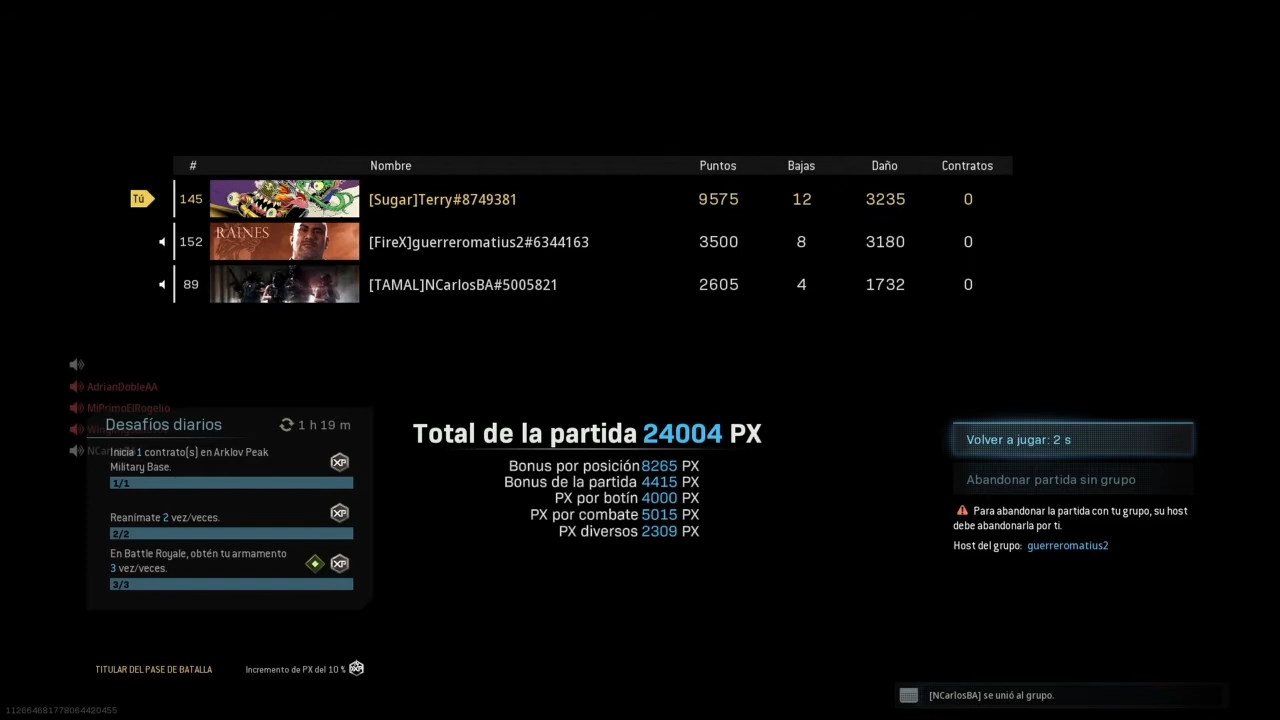 # Nombre Puntos Bajas Daño Contratos
Tú 145 [Sugar]Terry#8749381 9575 12 3235 0
152 RAINES [FireX]guerreromatius2#6344163 3500 8 3180 0
89 [TAMAL]NCarlosBA#5005821 2605 4 1732 0
AdrianDobleAA
MiPrimoElRogelio
Desafíos diarios 1 h 19 m
Inicia 1 contrato(s) en Arklov Peak
Military Base.
XP
1/1
Reanímate 2 vez/veces.
XP
2/2
En Battle Royale, obtén tu armamento
3 vez/veces.
XP
3/3
Total de la partida 24004 PX
Bonus por posición 8265 PX
Bonus de la partida 4415 PX
PX por botín 4000 PX
PX por combate 5015 PX
PX diversos 2309 PX
Volver a jugar: 2 s
Abandonar partida sin grupo
Para abandonar la partida con tu grupo, su host
debe abandonarla por ti.
Host del grupo: guerreromatius2
TITULAR DEL PASE DE BATALLA Incremento de PX del 10 %
[NCarlosBA] se unió al grupo.